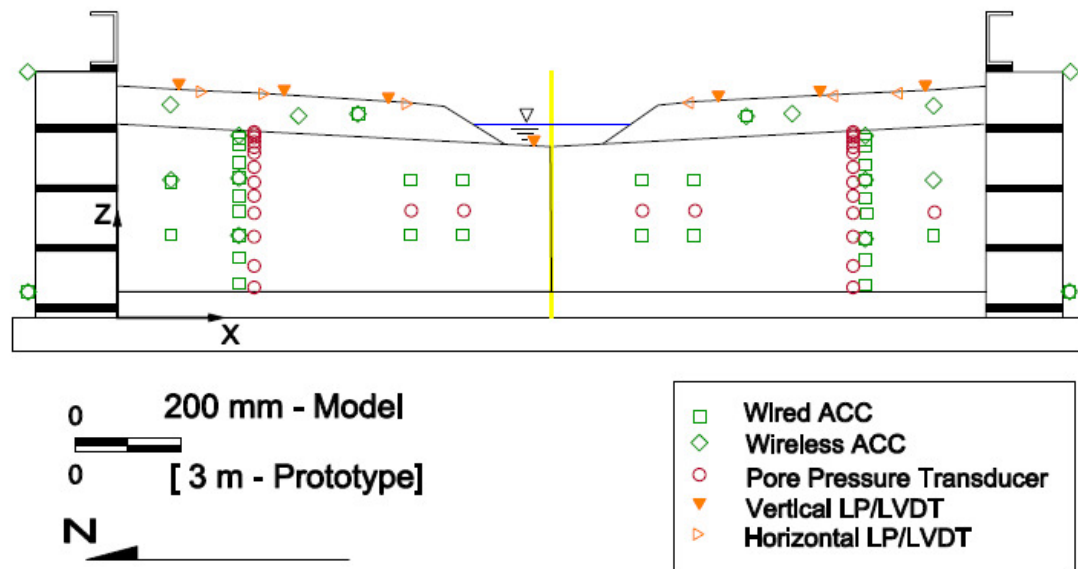 Z
X
0
200 mm - Model
0
[ 3 m - Prototype]
N
Wired ACC
Wireless ACC
Pore Pressure Transducer
Vertical LP/LVDT
Horizontal LP/LVDT